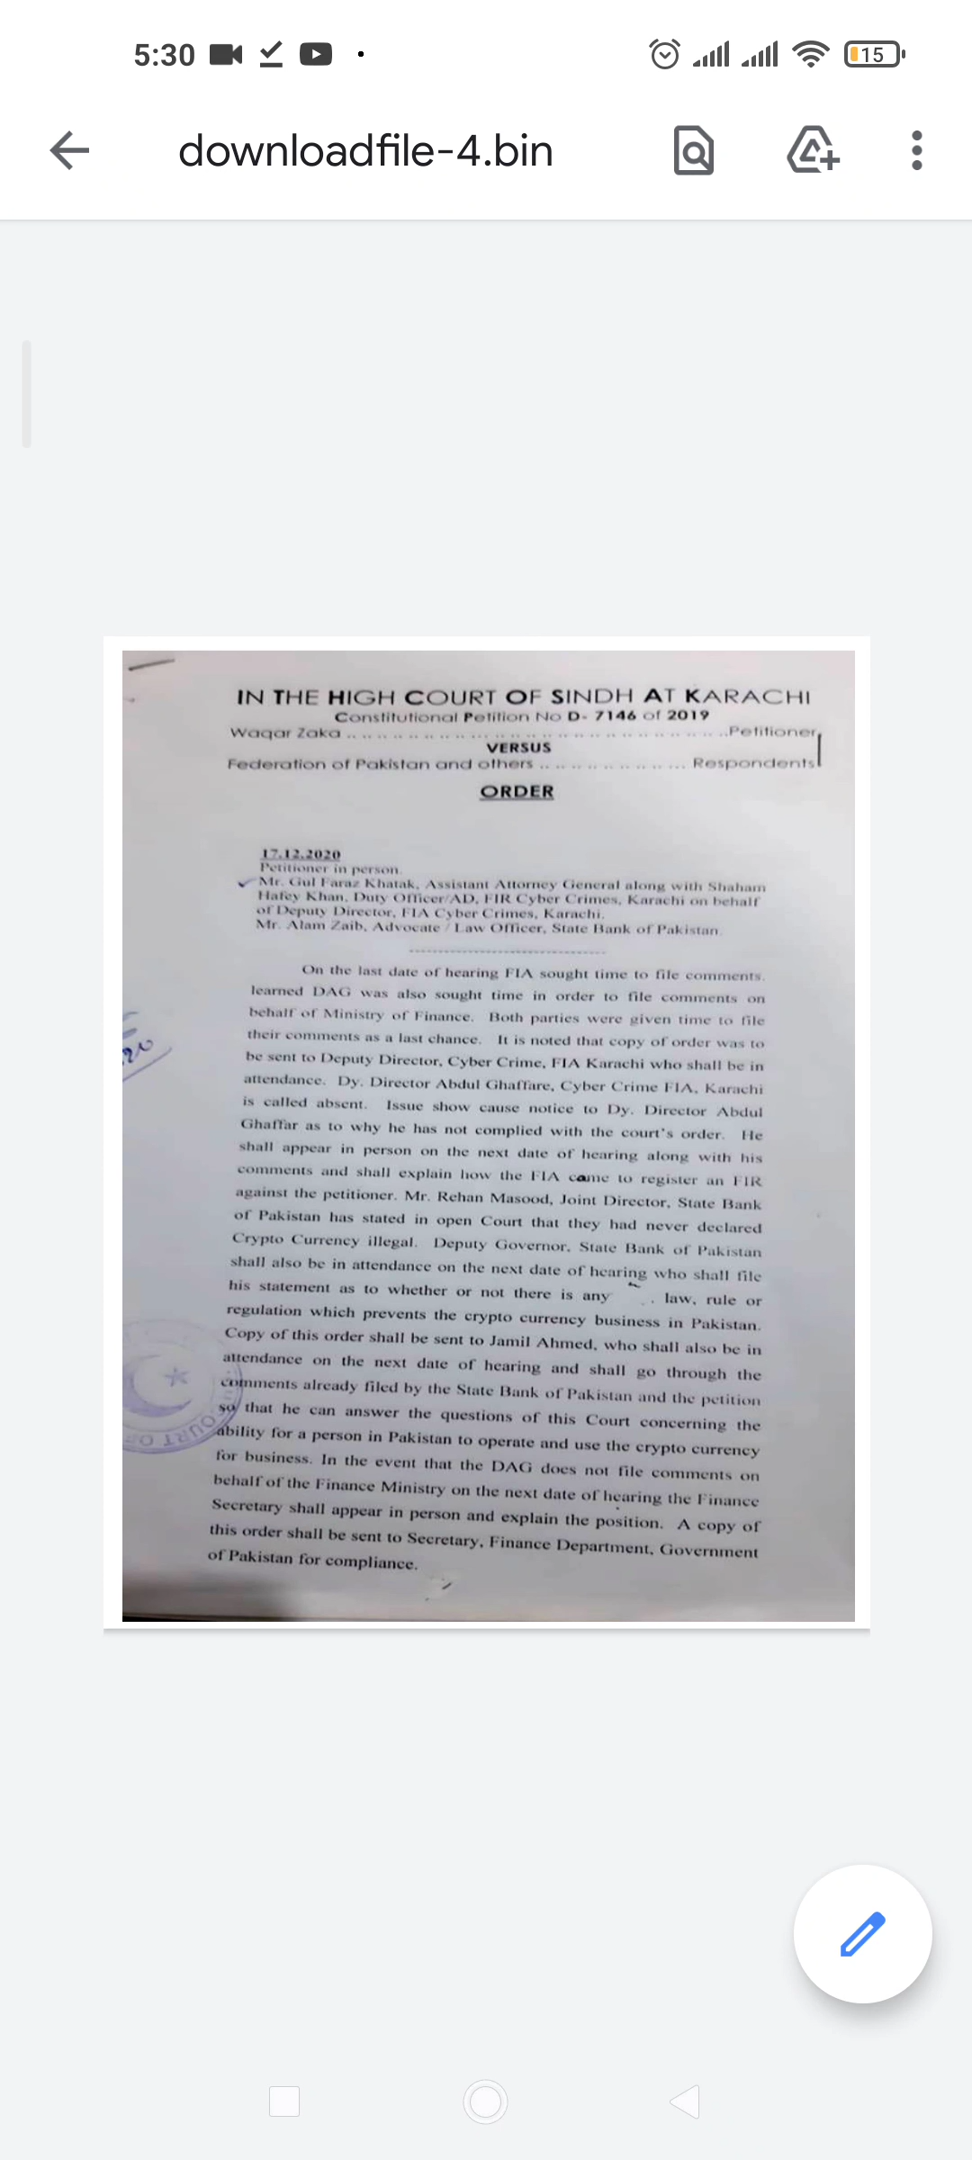 5:30
15
downloadfile-4.bin
IN THE HIGH COURT OF SINDH AT KARACHI
Constitutional Petition No D- 7146 of 2019
Waqar Zaka .. .. .. .. .. .. .. .. .. .. .. .. .. .. .. .. .. ..Petitioner
VERSUS
Federation of Pakistan and others .. .. .. .. .. .. ... Respondents
ORDER
17.12.2020
Petitioner in person.
Mr. Gul Faraz Khatak, Assistant Attorney General along with Shaham
Hafey Khan, Duty Officer/AD, FIR Cyber Crimes, Karachi on behalf
of Deputy Director, FIA Cyber Crimes, Karachi.
Mr. Alam Zaib, Advocate / Law Officer, State Bank of Pakistan.
On the last date of hearing FIA sought time to file comments.
learned DAG was also sought time in order to file comments on
behalf of Ministry of Finance. Both parties were given time to file
their comments as a last chance. It is noted that copy of order was to
be sent to Deputy Director, Cyber Crime, FIA Karachi who shall be in
attendance. Dy. Director Abdul Ghaffare, Cyber Crime FIA, Karachi
is called absent. Issue show cause notice to Dy. Director Abdul
Ghaffar as to why he has not complied with the court's order. He
shall appear in person on the next date of hearing along with his
comments and shall explain how the FIA came to register an FIR
against the petitioner. Mr. Rehan Masood, Joint Director, State Bank
of Pakistan has stated in open Court that they had never declared
Crypto Currency illegal. Deputy Governor, State Bank of Pakistan
shall also be in attendance on the next date of hearing who shall file
his statement as to whether or not there is any .. law, rule or
regulation which prevents the crypto currency business in Pakistan.
Copy of this order shall be sent to Jamil Ahmed, who shall also be in
attendance on the next date of hearing and shall go through the
comments already filed by the State Bank of Pakistan and the petition
so that he can answer the questions of this Court concerning the
ability for a person in Pakistan to operate and use the crypto currency
for business. In the event that the DAG does not file comments on
behalf of the Finance Ministry on the next date of hearing the Finance
Secretary shall appear in person and explain the position. A copy of
this order shall be sent to Secretary, Finance Department, Government
of Pakistan for compliance.
COURT OF